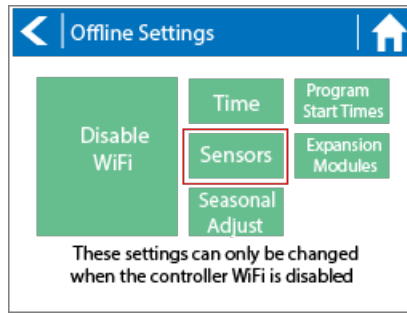 Offline Settings
Disable
WiFi
Time
Program
Start Times
Sensors
Expansion
Modules
Seasonal
Adjust
These settings can only be changed
when the controller WiFi is disabled